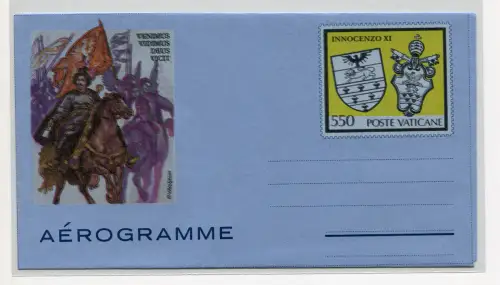 VENIMUS
VIDIMUS
DEUS
VICIT
INNOCENZO XI
550 POSTE VATICANE
AÉROGRAMME